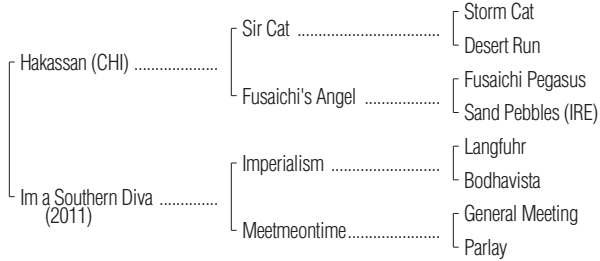 Storm Cat
Sir Cat ................................
Desert Run
Hakassan (CHI) ....................
Fusaichi Pegasus
Fusaichi's Angel .................
Sand Pebbles (IRE)
Langfuhr
Imperialism ........................
Bodhavista
Im a Southern Diva ..............
(2011)
General Meeting
Meetmeontime.....................
Parlay